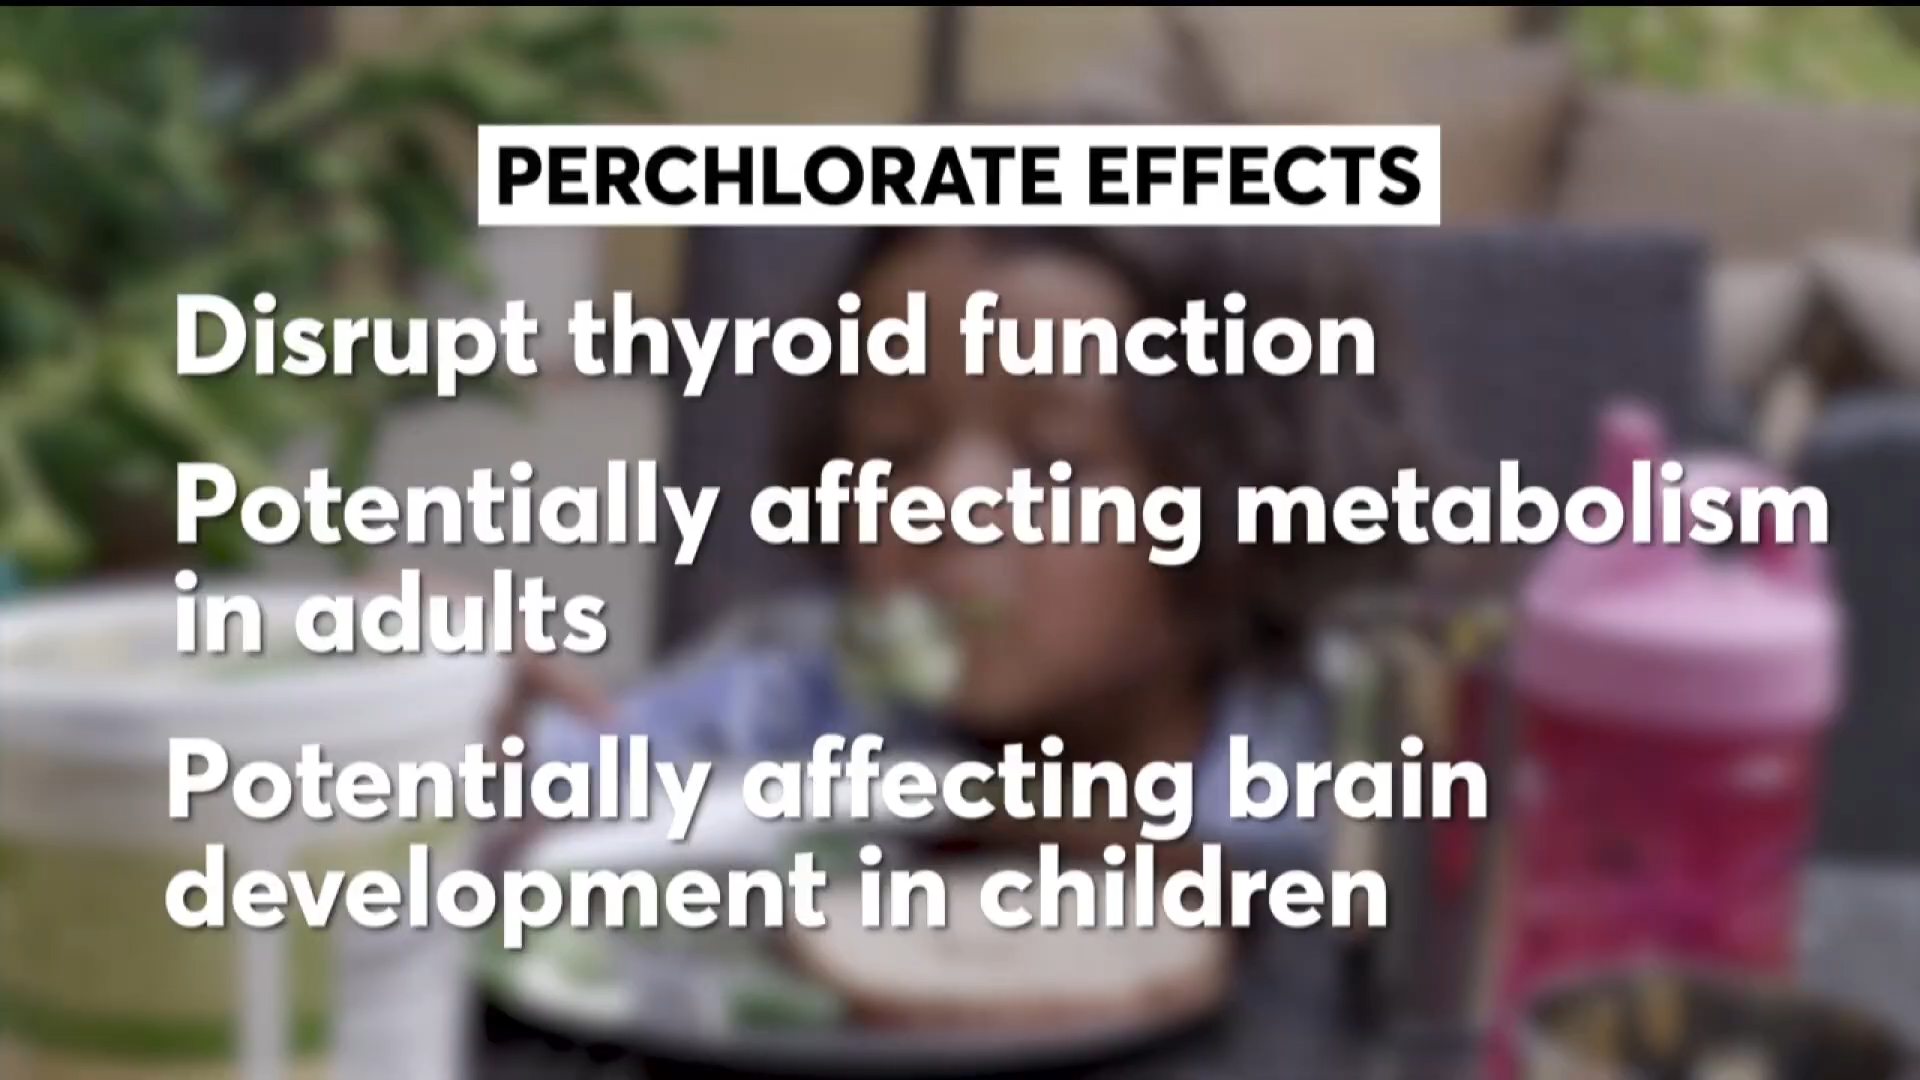 PERCHLORATE EFFECTS
Disrupt thyroid function
Potentially affecting metabolism
in adults
Potentially affecting brain
development in children